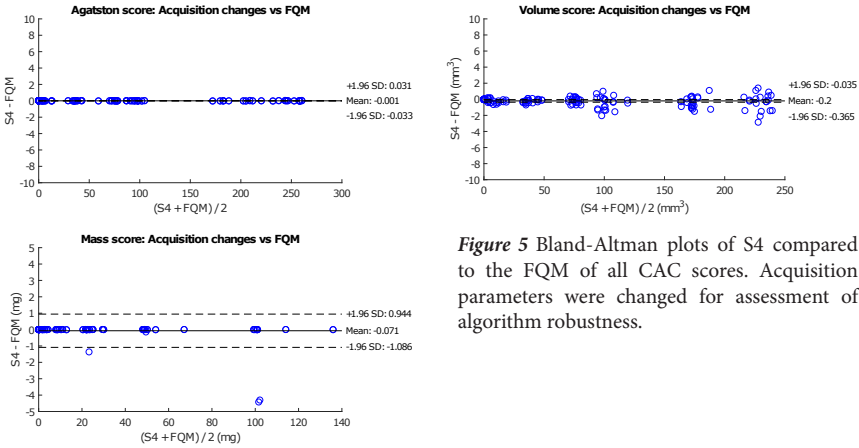 Agatston score: Acquisition changes vs FQM
10
8
6
4
2
0
-2
-4
-6
-8
-10
S4 - FQM
+1.96 SD: 0.031
Mean: -0.001
-1.96 SD: -0.033
0 50 100 150 200 250 300
(S4 + FQM) / 2
Volume score: Acquisition changes vs FQM
10
8
6
4
2
0
-2
-4
-6
-8
-10
S4 - FQM (mm³)
+1.96 SD: -0.035
Mean: -0.2
-1.96 SD: -0.365
0 50 100 150 200 250
(S4 + FQM) / 2 (mm³)
Mass score: Acquisition changes vs FQM
5
4
3
2
1
0
-1
-2
-3
-4
-5
S4 - FQM (mg)
+1.96 SD: 0.944
Mean: -0.071
-1.96 SD: -1.086
0 20 40 60 80 100 120 140
(S4 + FQM) / 2 (mg)
Figure 5 Bland-Altman plots of S4 compared
to the FQM of all CAC scores. Acquisition
parameters were changed for assessment of
algorithm robustness.